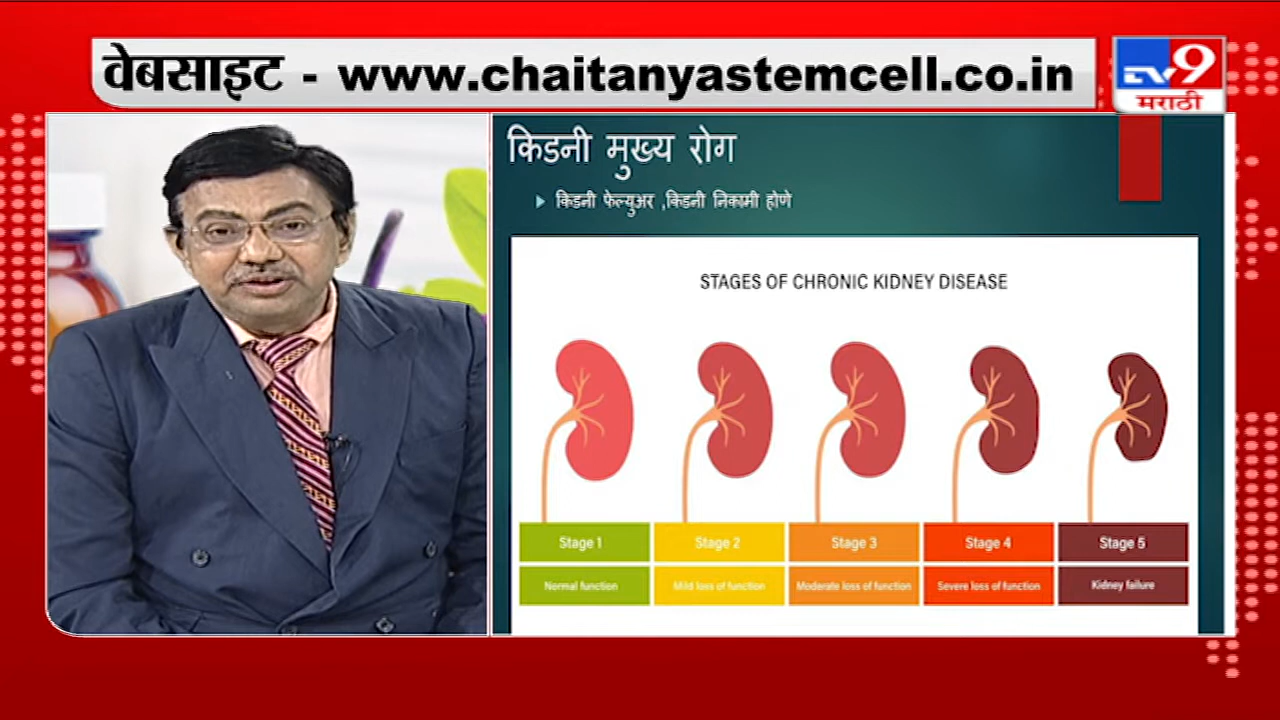 वेबसाइट - www.chaitanyastemcell.co.in
TV9
मराठी
किडनी मुख्य रोग
किडनी फेल्युअर ,किडनी निकामी होणे
STAGES OF CHRONIC KIDNEY DISEASE
Stage 1 Stage 2 Stage 3 Stage 4 Stage 5
Normal function Mild loss of function Moderate loss of function Severe loss of function Kidney failure